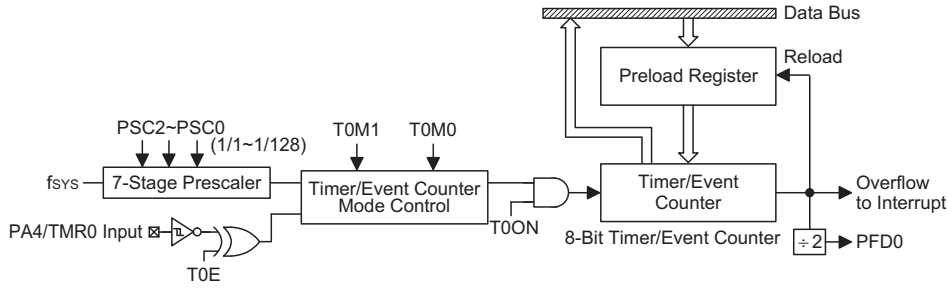 Data Bus
Reload
Preload Register
PSC2~PSC0
(1/1~1/128)
T0M1
T0M0
fSYS
7-Stage Prescaler
Timer/Event Counter
Mode Control
Timer/Event
Counter
Overflow
to Interrupt
PA4/TMR0 Input
T0ON
8-Bit Timer/Event Counter
÷2
PFD0
T0E